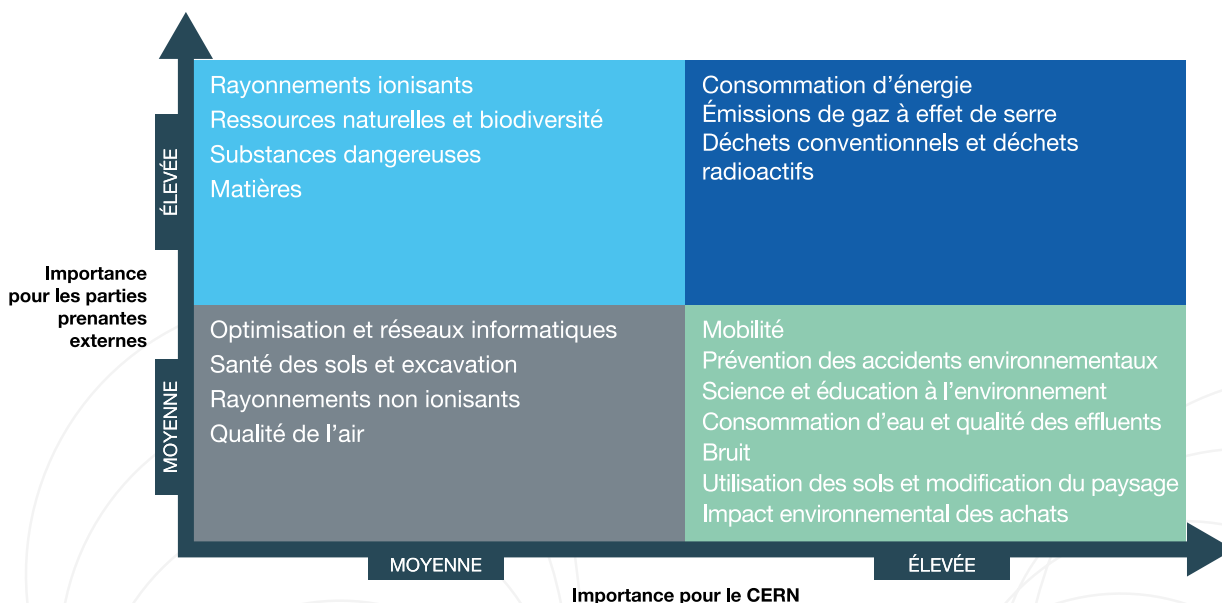 Rayonnements ionisants
Ressources naturelles et biodiversité
Substances dangereuses
Matières
Consommation d'énergie
Émissions de gaz à effet de serre
Déchets conventionnels et déchets
radioactifs
ÉLEVÉE
Importance
pour les parties
prenantes
externes
Optimisation et réseaux informatiques
Santé des sols et excavation
Rayonnements non ionisants
Qualité de l'air
Mobilité
Prévention des accidents environnementaux
Science et éducation à l'environnement
Consommation d'eau et qualité des effluents
Bruit
Utilisation des sols et modification du paysage
Impact environnemental des achats
MOYENNE
MOYENNE
ÉLEVÉE
Importance pour le CERN